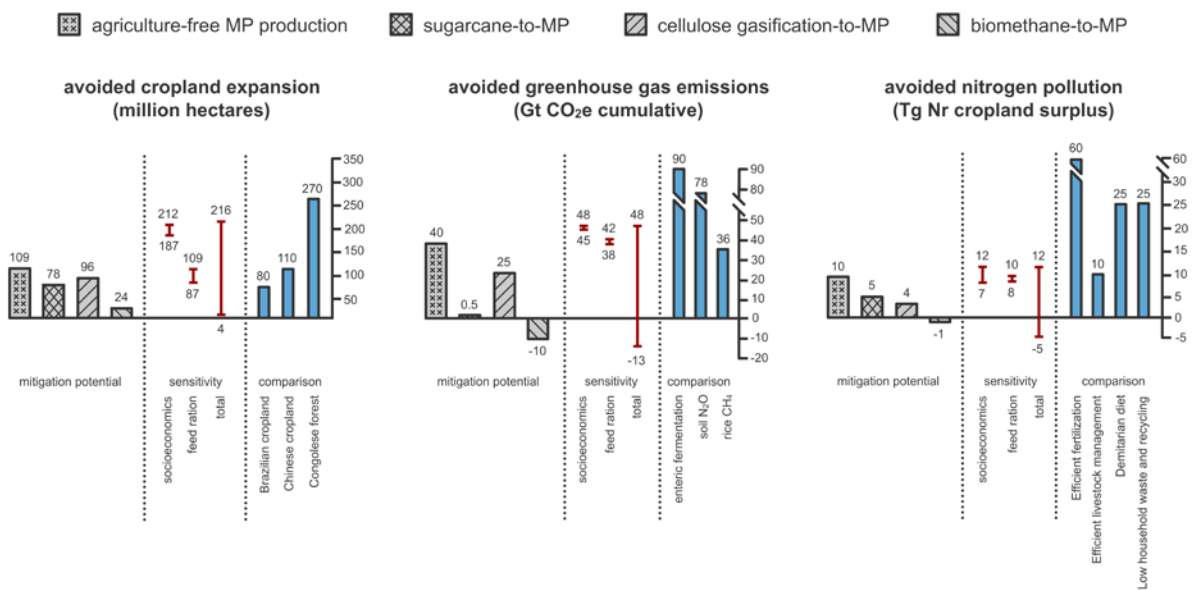 agriculture-free MP production
sugarcane-to-MP
cellulose gasification-to-MP
biomethane-to-MP
avoided cropland expansion
(million hectares)
109
78
96
24
212
187
109
87
216
4
80
110
270
350
300
250
200
150
100
50
mitigation potential
sensitivity
comparison
socioeconomics
feed ration
total
Brazilian cropland
Chinese cropland
Congolese forest
avoided greenhouse gas emissions
(Gt CO₂e cumulative)
40
0.5
25
-10
48
45
42
38
48
-13
90
78
36
90
80
50
40
30
20
10
0
-10
-20
mitigation potential
sensitivity
comparison
socioeconomics
feed ration
total
enteric fermentation
soil N₂O
rice CH₄
avoided nitrogen pollution
(Tg Nr cropland surplus)
10
5
4
-1
12
7
10
8
12
-5
60
10
25
25
60
25
20
15
10
5
0
-5
mitigation potential
sensitivity
comparison
socioeconomics
feed ration
total
Efficient fertilization
Efficient livestock management
Demitarian diet
Low household waste and recycling